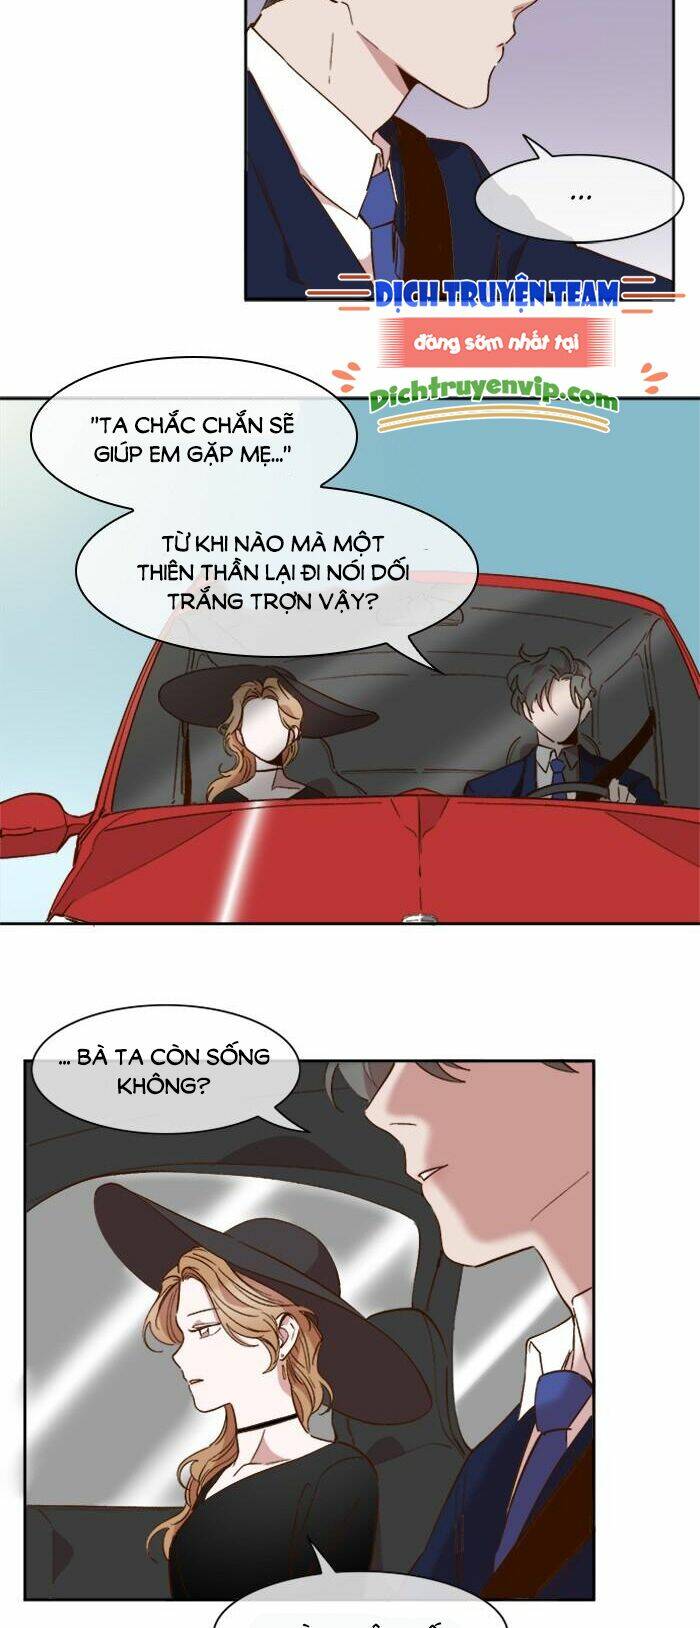 ...
DỊCH TRUYỆN TEAM
đăng sớm nhất tại
Dichtruyenvip.com
"TA CHẮC CHẮN SẼ
GIÚP EM GẶP MẸ..."
TỪ KHI NÀO MÀ MỘT
THIÊN THẦN LẠI ĐI NÓI DỐI
TRẮNG TRỢN VẬY?
... BÀ TA CÒN SỐNG
KHÔNG?